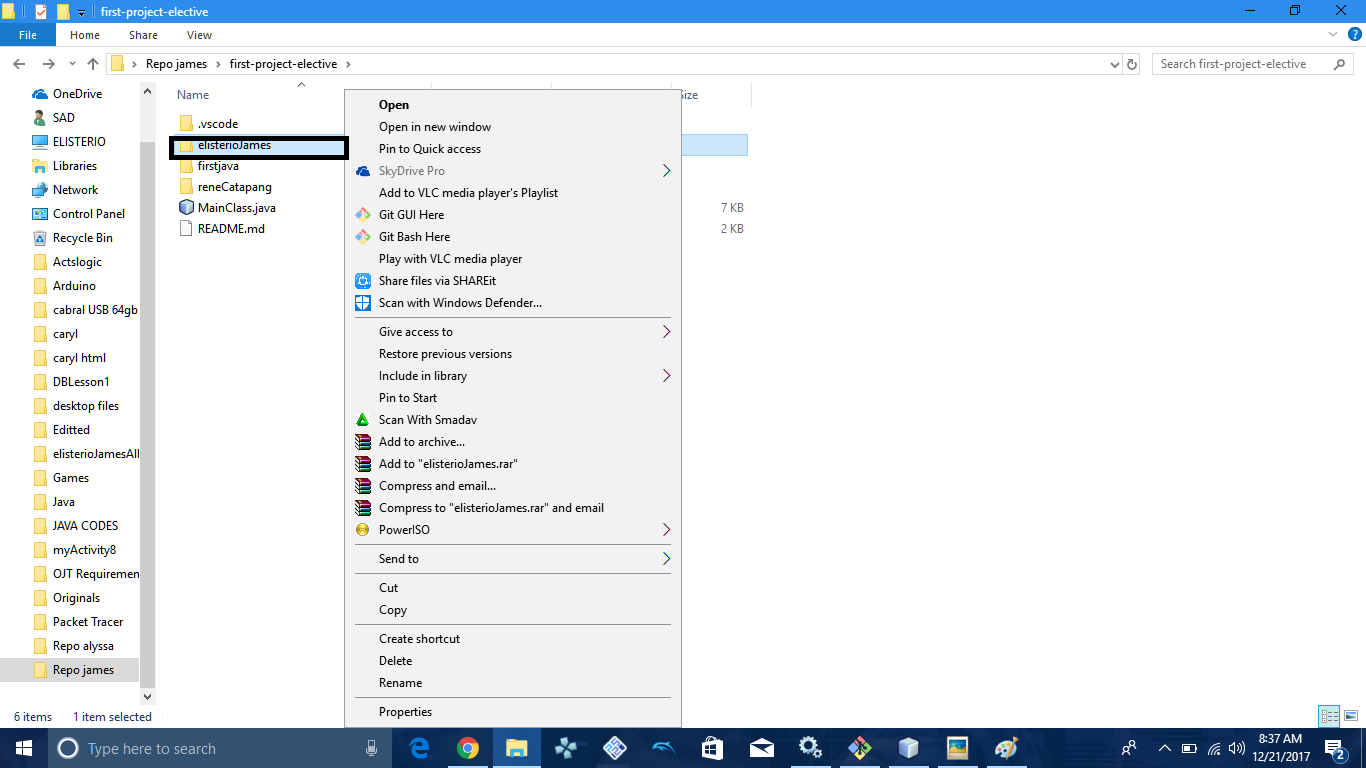 first-project-elective
File Home Share View
Repo james first-project-elective
Search first-project-elective
OneDrive
SAD
ELISTERIO
Libraries
Network
Control Panel
Recycle Bin
Actslogic
Arduino
cabral USB 64gb
caryl
caryl html
DBLesson1
desktop files
Editted
elisterioJamesAll
Games
Java
JAVA CODES
myActivity8
OJT Requiremen
Originals
Packet Tracer
Repo alyssa
Repo james
Name
.vscode
elisterioJames
firstjava
reneCatapang
MainClass.java
README.md
Open
Open in new window
Pin to Quick access
SkyDrive Pro
Add to VLC media player's Playlist
Git GUI Here
Git Bash Here
Play with VLC media player
Share files via SHAREit
Scan with Windows Defender...
Give access to
Restore previous versions
Include in library
Pin to Start
Scan With Smadav
Add to archive...
Add to "elisterioJames.rar"
Compress and email...
Compress to "elisterioJames.rar" and email
PowerISO
Send to
Cut
Copy
Create shortcut
Delete
Rename
Properties
7 KB
2 KB
6 items 1 item selected
Type here to search
8:37 AM
12/21/2017
2